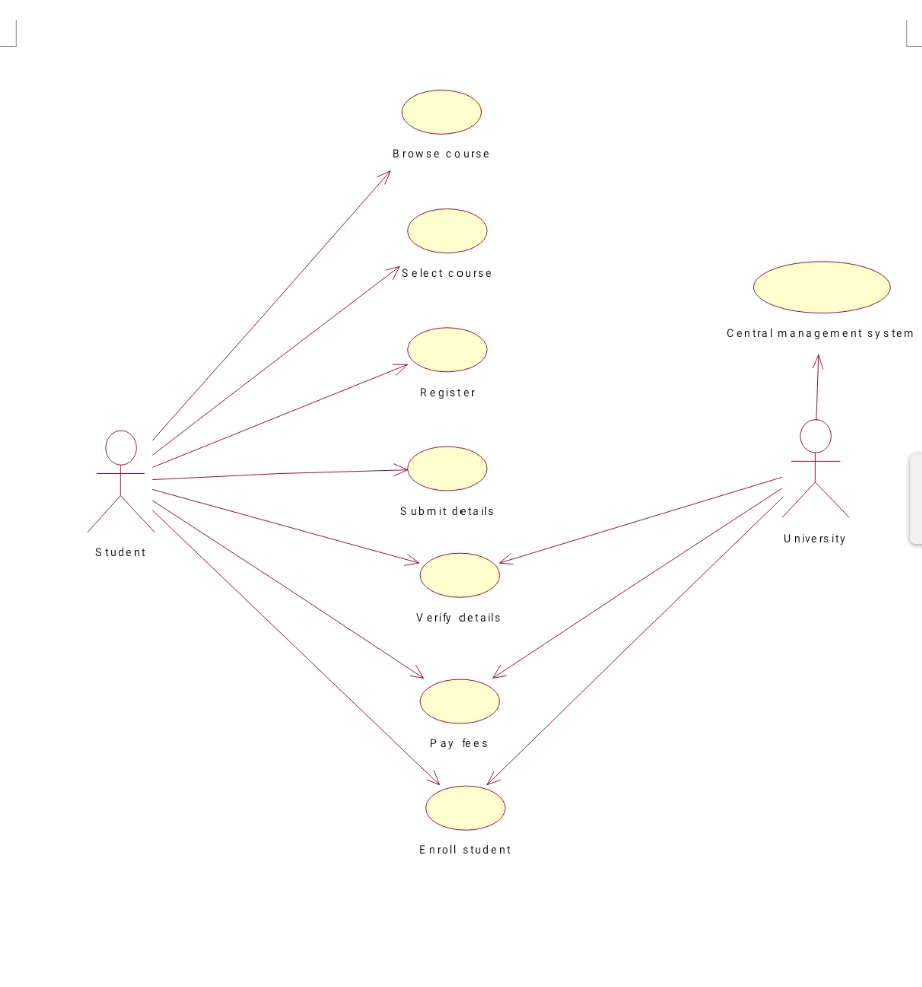 Browse course
Select course
Central management system
Register
Submit details
University
Student
Verify details
Pay fees
Enroll student